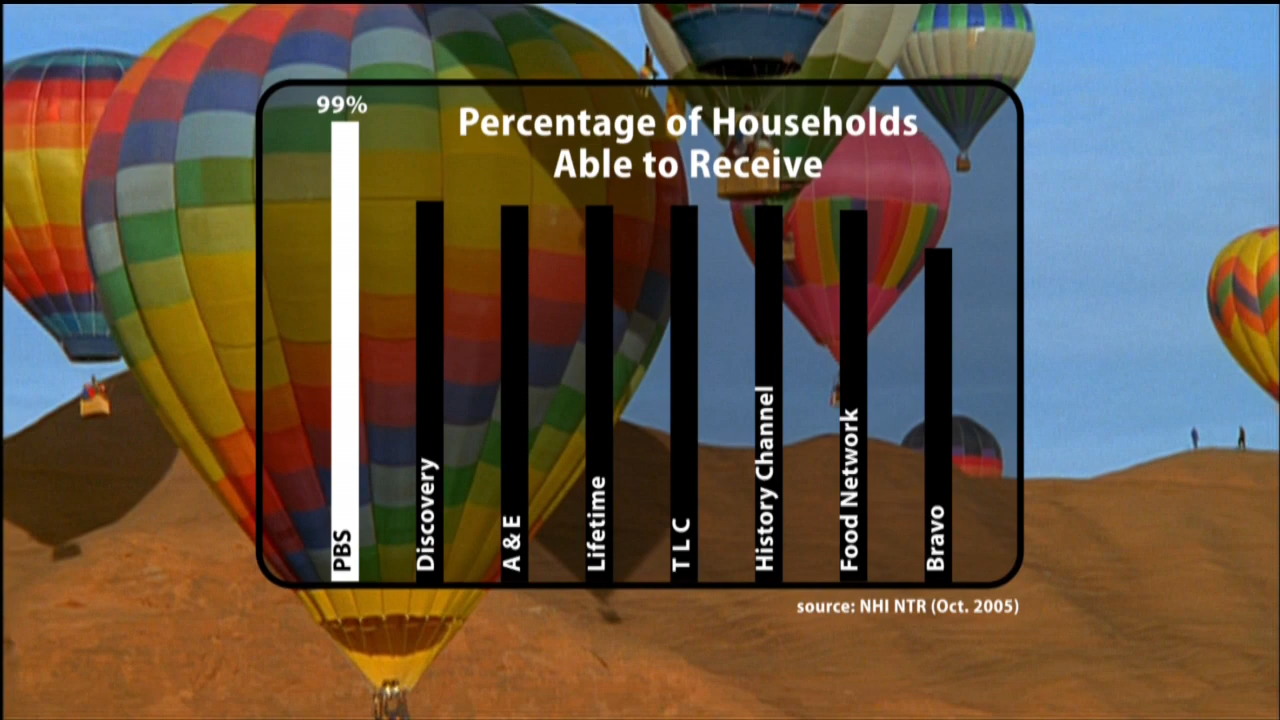 99%
Percentage of Households
Able to Receive
PBS
Discovery
A & E
Lifetime
T L C
History Channel
Food Network
Bravo
source: NHI NTR (Oct. 2005)